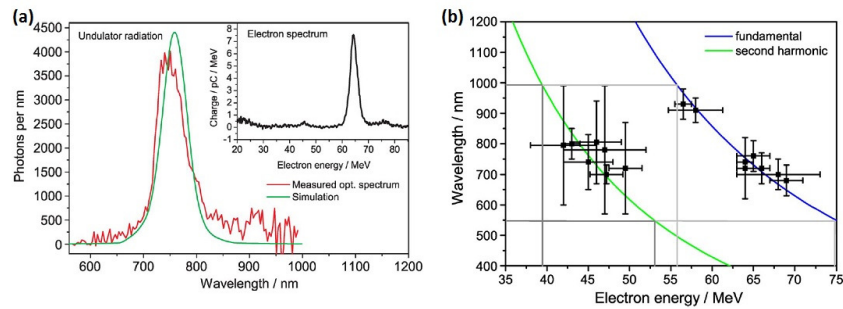 (a)
Undulator radiation
Electron spectrum
Photons per nm
4500
4000
3500
3000
2500
2000
1500
1000
500
0
600 700 800 900 1000 1100 1200
Wavelength / nm
Charge / pC / MeV
8
7
6
5
4
3
2
1
0
-1
20 30 40 50 60 70 80
Electron energy / MeV
Measured opt. spectrum
Simulation
(b)
fundamental
second harmonic
Wavelength / nm
1200
1100
1000
900
800
700
600
500
400
35 40 45 50 55 60 65 70 75
Electron energy / MeV